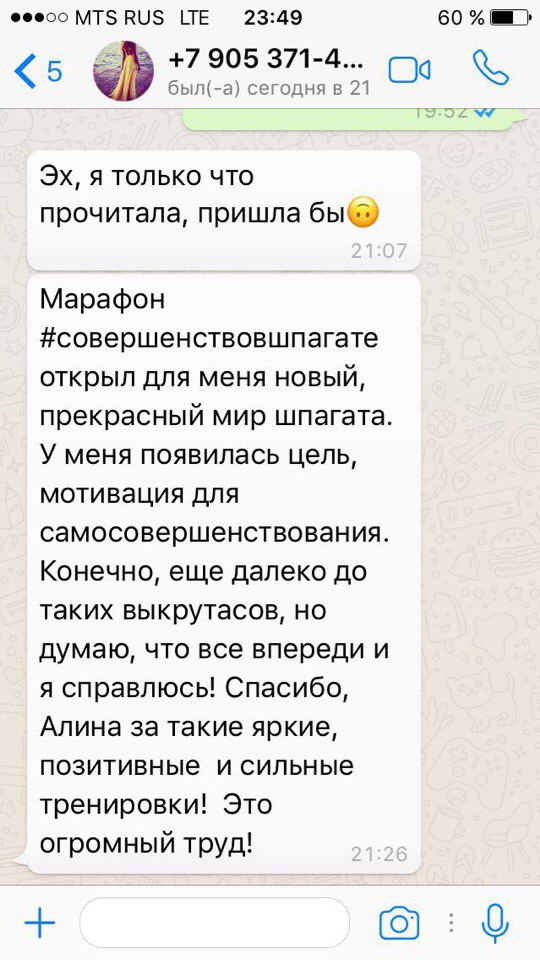 MTS RUS LTE 23:49 60 %
5 +7 905 371-4...
был(-а) сегодня в 21
19:52
Эх, я только что
прочитала, пришла бы🙃
21:07
Марафон
#совершенствовшпагате
открыл для меня новый,
прекрасный мир шпагата.
У меня появилась цель,
мотивация для
самосовершенствования.
Конечно, еще далеко до
таких выкрутасов, но
думаю, что все впереди и
я справлюсь! Спасибо,
Алина за такие яркие,
позитивные  и сильные
тренировки!  Это
огромный труд!
21:26